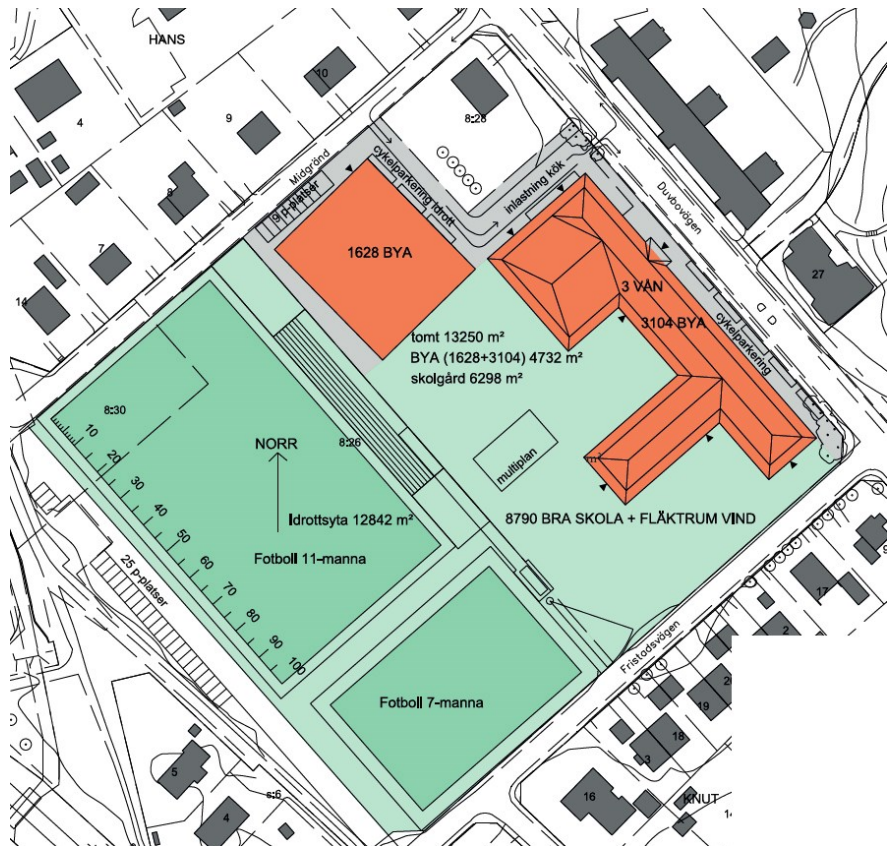 HANS
10
4
9
8:28
8
7
14
Midgränd
9 p-platser
cykelparkering idrott
inlastning kök
Duvbovägen
27
1628 BYA
3 VÅN
3104 BYA
cykelparkering
tomt 13250 m²
BYA (1628+3104) 4732 m²
skolgård 6298 m²
8:30
10
20
30
40
50
60
70
80
90
100
NORR
8:26
multiplan
m²
Idrottsyta 12842 m²
8790 BRA SKOLA + FLÄKTRUM VIND
Fotboll 11-manna
25 p-platser
9
17
2
Fristadsvägen
Fotboll 7-manna
19
18
3
5
s:6
4
16
KNUT